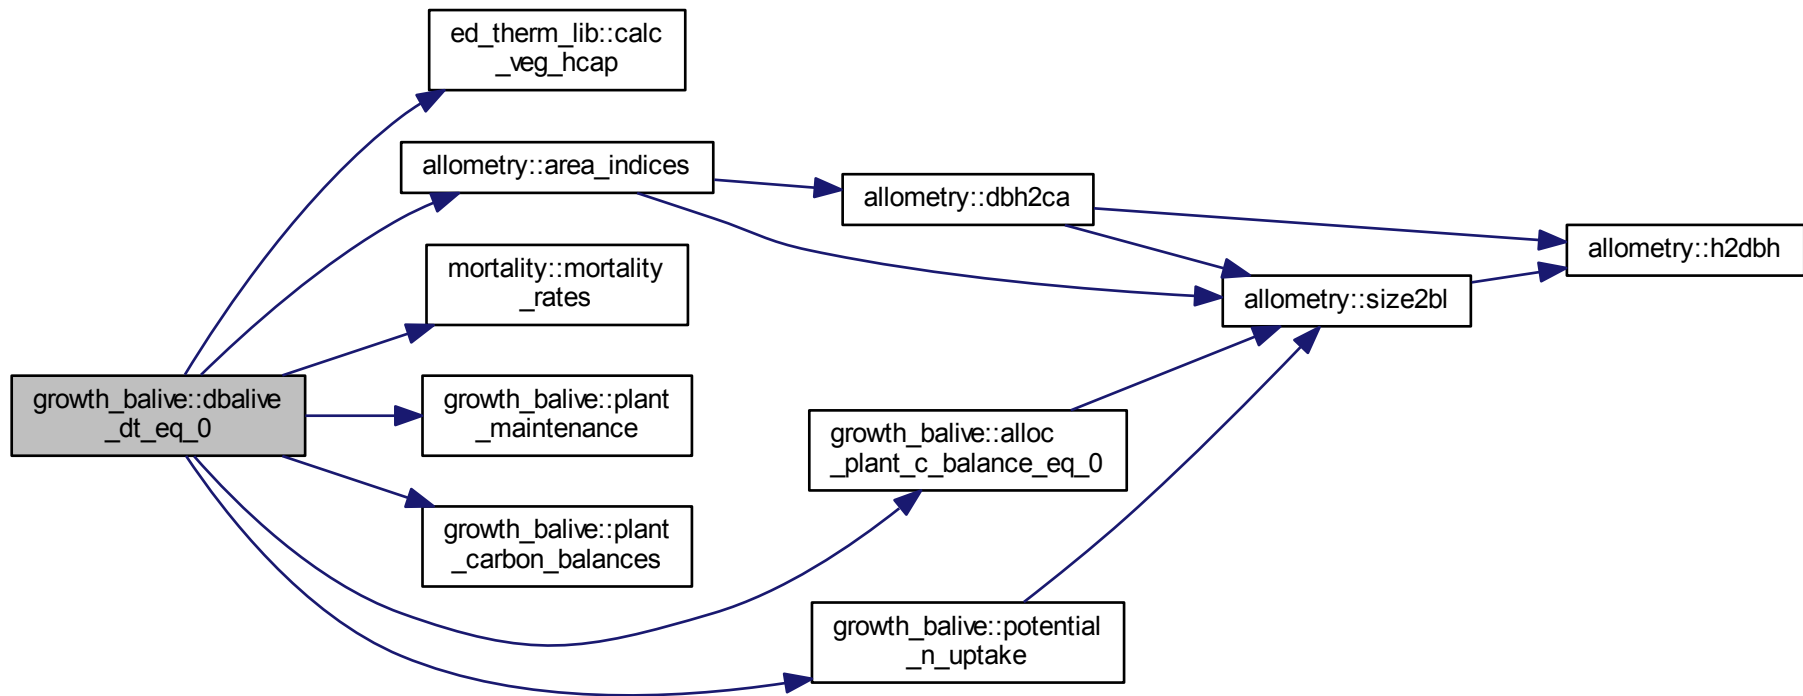 ed_therm_lib::calc
_veg_hcap
allometry::area_indices
allometry::dbh2ca
allometry::h2dbh
mortality::mortality
_rates
allometry::size2bl
growth_balive::dbalive
_dt_eq_0
growth_balive::plant
_maintenance
growth_balive::alloc
_plant_c_balance_eq_0
growth_balive::plant
_carbon_balances
growth_balive::potential
_n_uptake